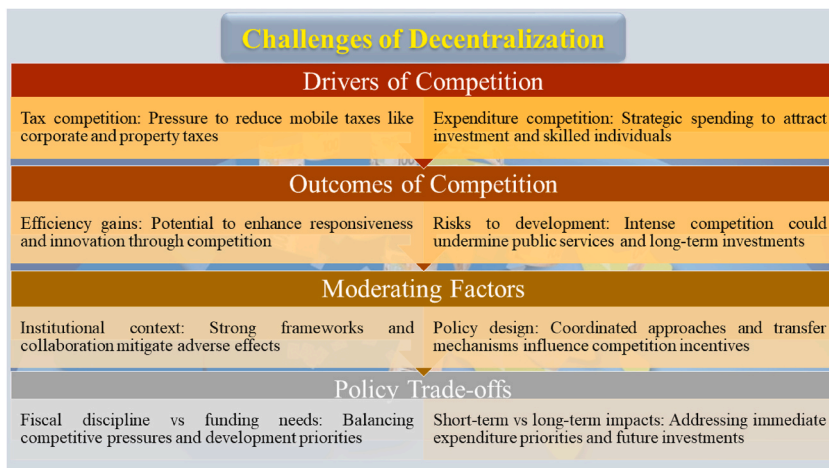 Challenges of Decentralization
Drivers of Competition
Tax competition: Pressure to reduce mobile taxes like
corporate and property taxes
Expenditure competition: Strategic spending to attract
investment and skilled individuals
Outcomes of Competition
Efficiency gains: Potential to enhance responsiveness
and innovation through competition
Risks to development: Intense competition could
undermine public services and long-term investments
Moderating Factors
Institutional context: Strong frameworks and
collaboration mitigate adverse effects
Policy design: Coordinated approaches and transfer
mechanisms influence competition incentives
Policy Trade-offs
Fiscal discipline vs funding needs: Balancing
competitive pressures and development priorities
Short-term vs long-term impacts: Addressing immediate
expenditure priorities and future investments